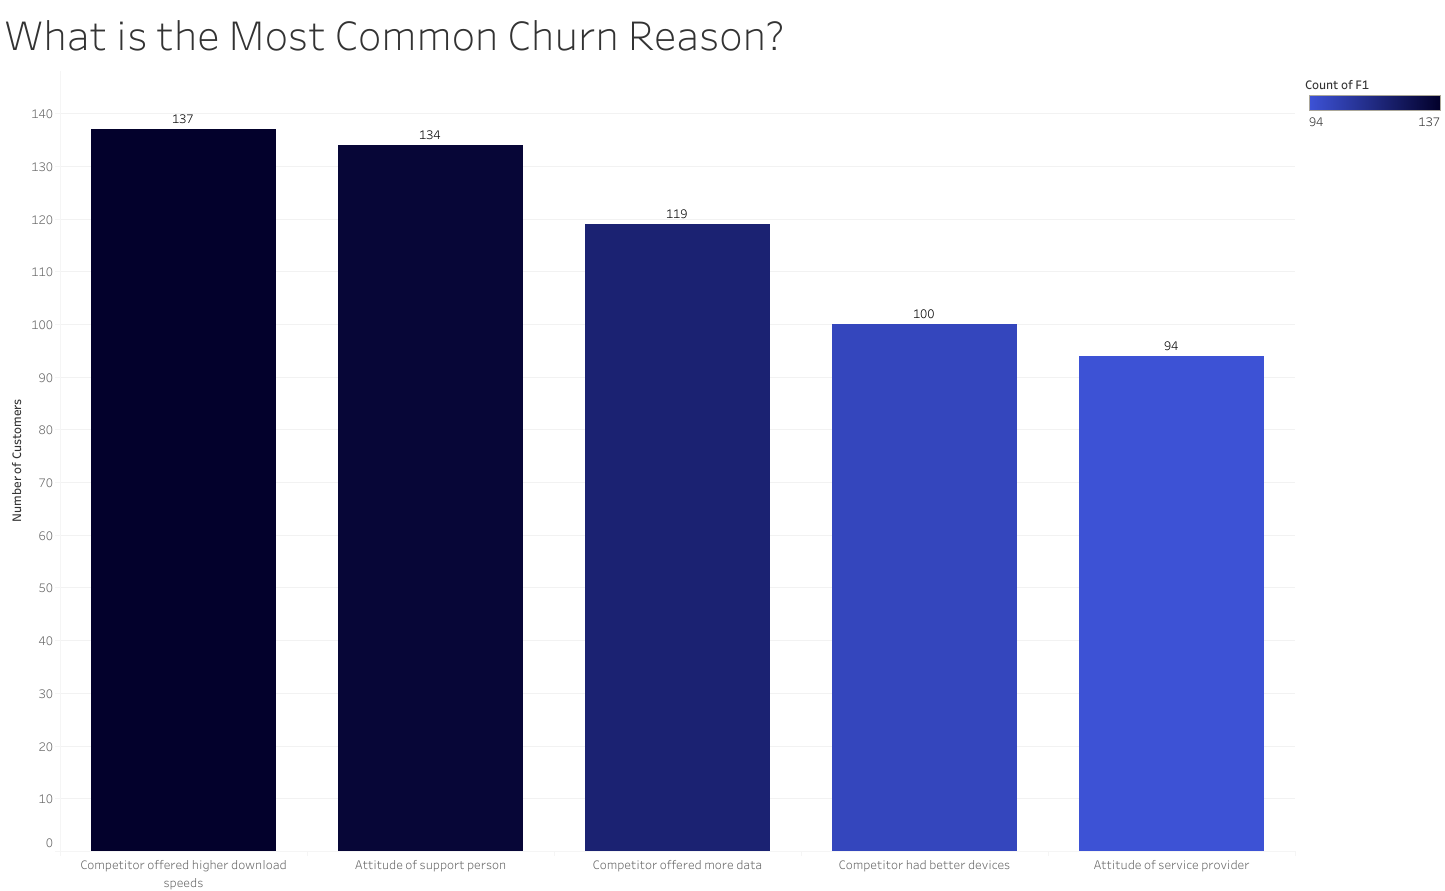 What is the Most Common Churn Reason?
Count of F1
94 137
140
130
120
110
100
90
80
70
60
50
40
30
20
10
0
Number of Customers
137
134
119
100
94
Competitor offered higher download
speeds
Attitude of support person
Competitor offered more data
Competitor had better devices
Attitude of service provider